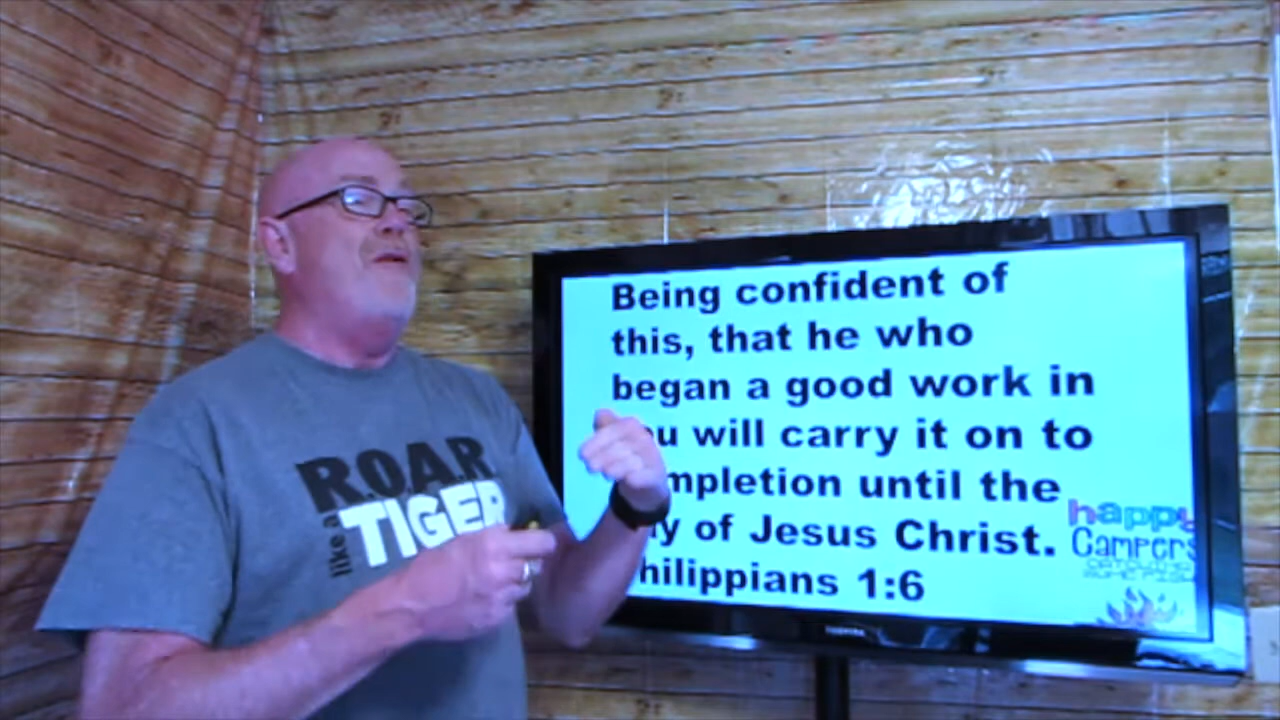 R.O.A.R.
like a
TIGER
Being confident of
this, that he who
began a good work in
u will carry it on to
mpletion until the
y of Jesus Christ.
hilippians 1:6
happy
Campers
TOSHIBA